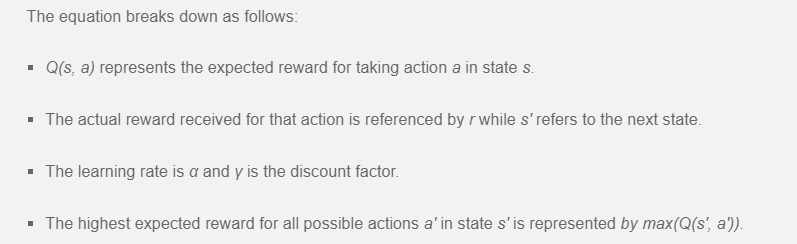 The equation breaks down as follows:
▪ Q(s, a) represents the expected reward for taking action a in state s.
▪ The actual reward received for that action is referenced by r while s' refers to the next state.
▪ The learning rate is α and γ is the discount factor.
▪ The highest expected reward for all possible actions a' in state s' is represented by max(Q(s', a')).